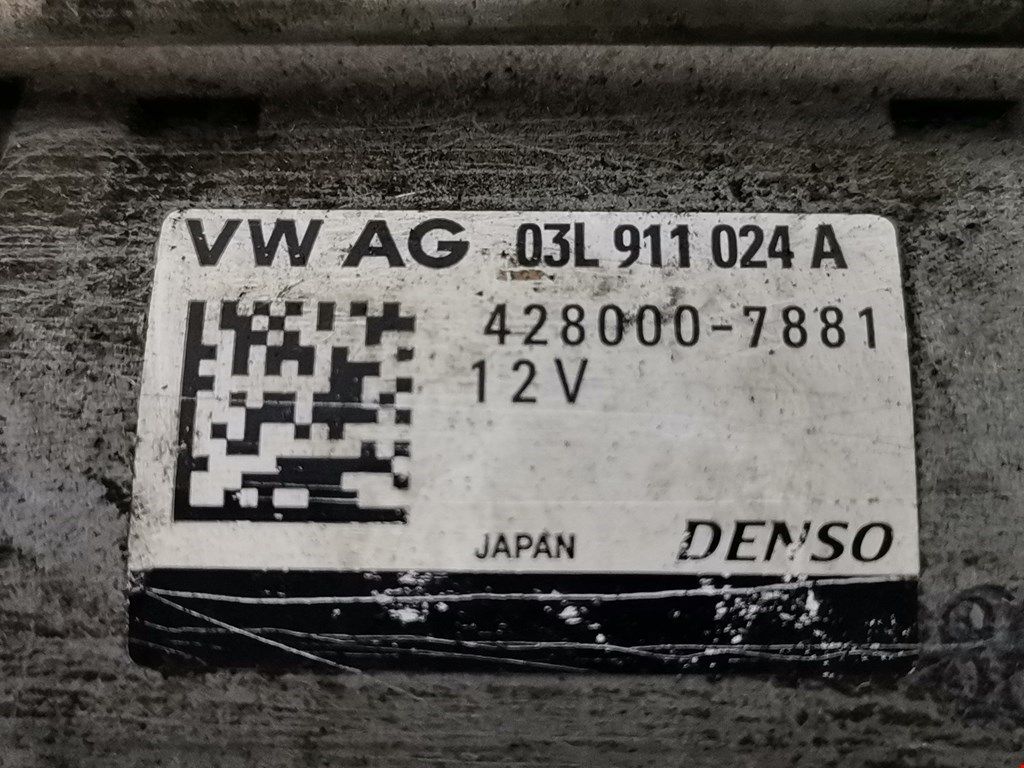 VW AG 03L 911 024 A
428000-7881
12V
JAPAN DENSO